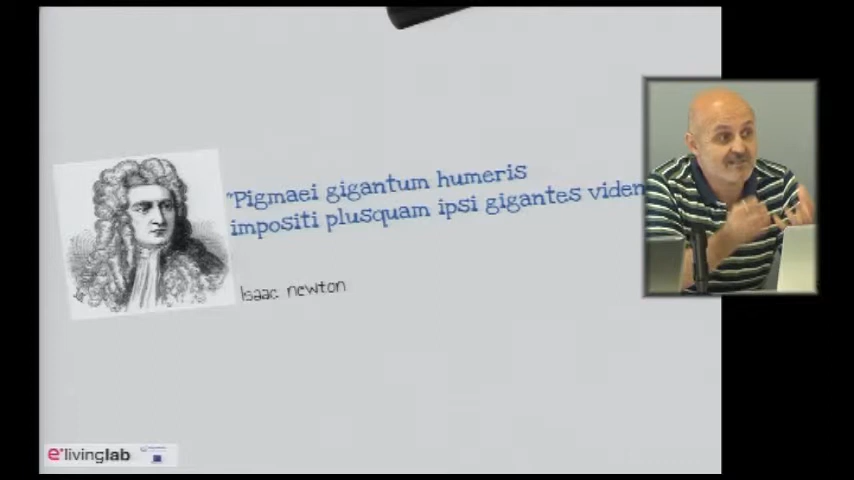 "Pigmaei gigantum humeris
impositi plusquam ipsi gigantes viden
Isaac newton
e·livinglab